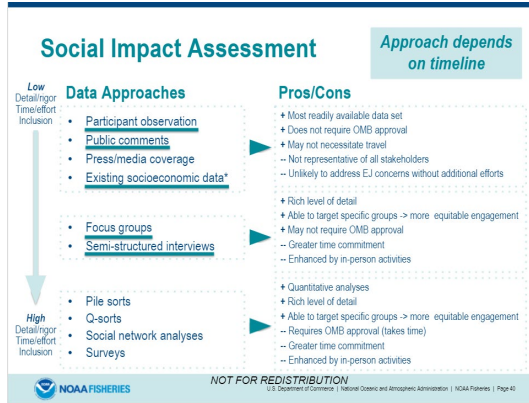 Social Impact Assessment
Approach depends
on timeline
Low
Detail/rigor
Time/effort
Inclusion
Data Approaches
• Participant observation
• Public comments
• Press/media coverage
• Existing socioeconomic data*
• Focus groups
• Semi-structured interviews
• Pile sorts
• Q-sorts
• Social network analyses
• Surveys
High
Detail/rigor
Time/effort
Inclusion
Pros/Cons
+ Most readily available data set
+ Does not require OMB approval
+ May not necessitate travel
-- Not representative of all stakeholders
-- Unlikely to address EJ concerns without additional efforts
+ Rich level of detail
+ Able to target specific groups -> more equitable engagement
+ May not require OMB approval
-- Greater time commitment
-- Enhanced by in-person activities
+ Quantitative analyses
+ Rich level of detail
+ Able to target specific groups -> more equitable engagement
-- Requires OMB approval (takes time)
-- Greater time commitment
-- Enhanced by in-person activities
NOAA FISHERIES
NOT FOR REDISTRIBUTION
U.S. Department of Commerce | National Oceanic and Atmospheric Administration | NOAA Fisheries | Page 40